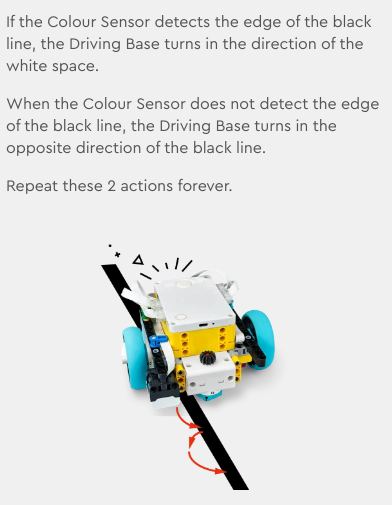 If the Colour Sensor detects the edge of the black
line, the Driving Base turns in the direction of the
white space.
When the Colour Sensor does not detect the edge
of the black line, the Driving Base turns in the
opposite direction of the black line.
Repeat these 2 actions forever.